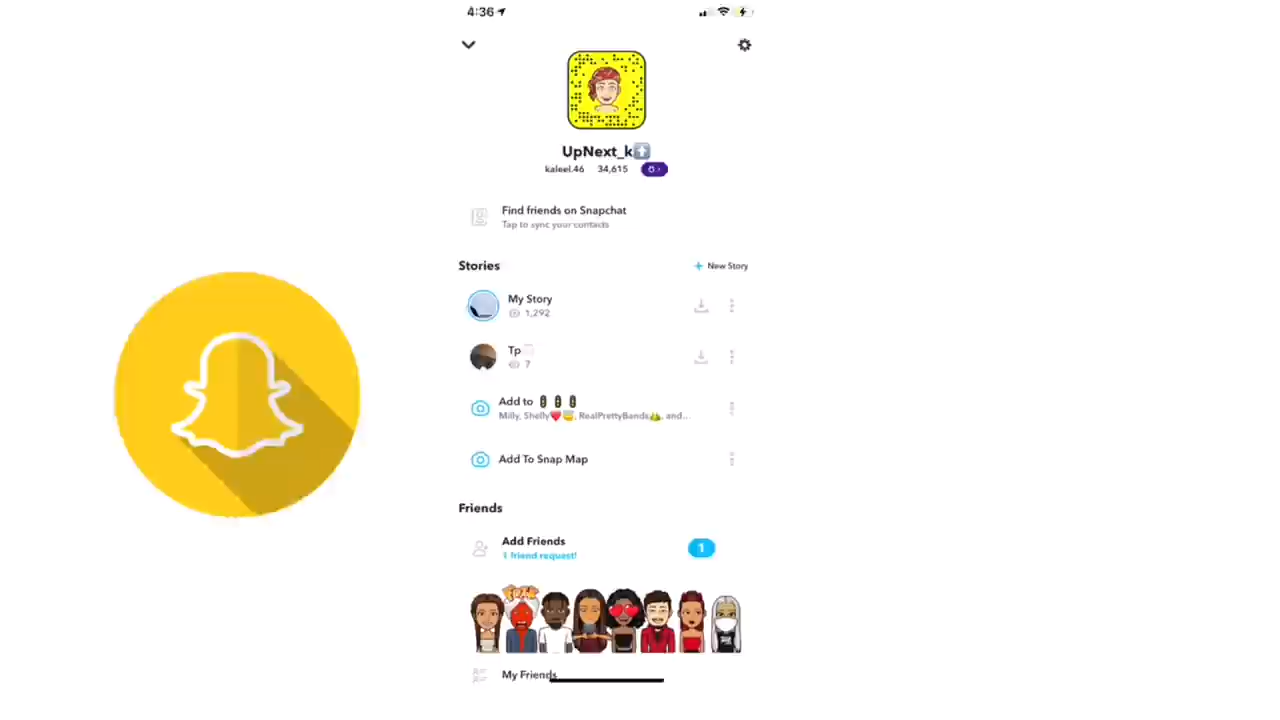 4:36
UpNext_k⬆️
kaleel.46 34,615
Find friends on Snapchat
Tap to sync your contacts
Stories
+ New Story
My Story
1,292
Tp
7
Add to 🚦🚦🚦
Milly, Shelly❤️😇, RealPrettyBands, and...
Add To Snap Map
Friends
Add Friends
1 friend request!
1
My Friends